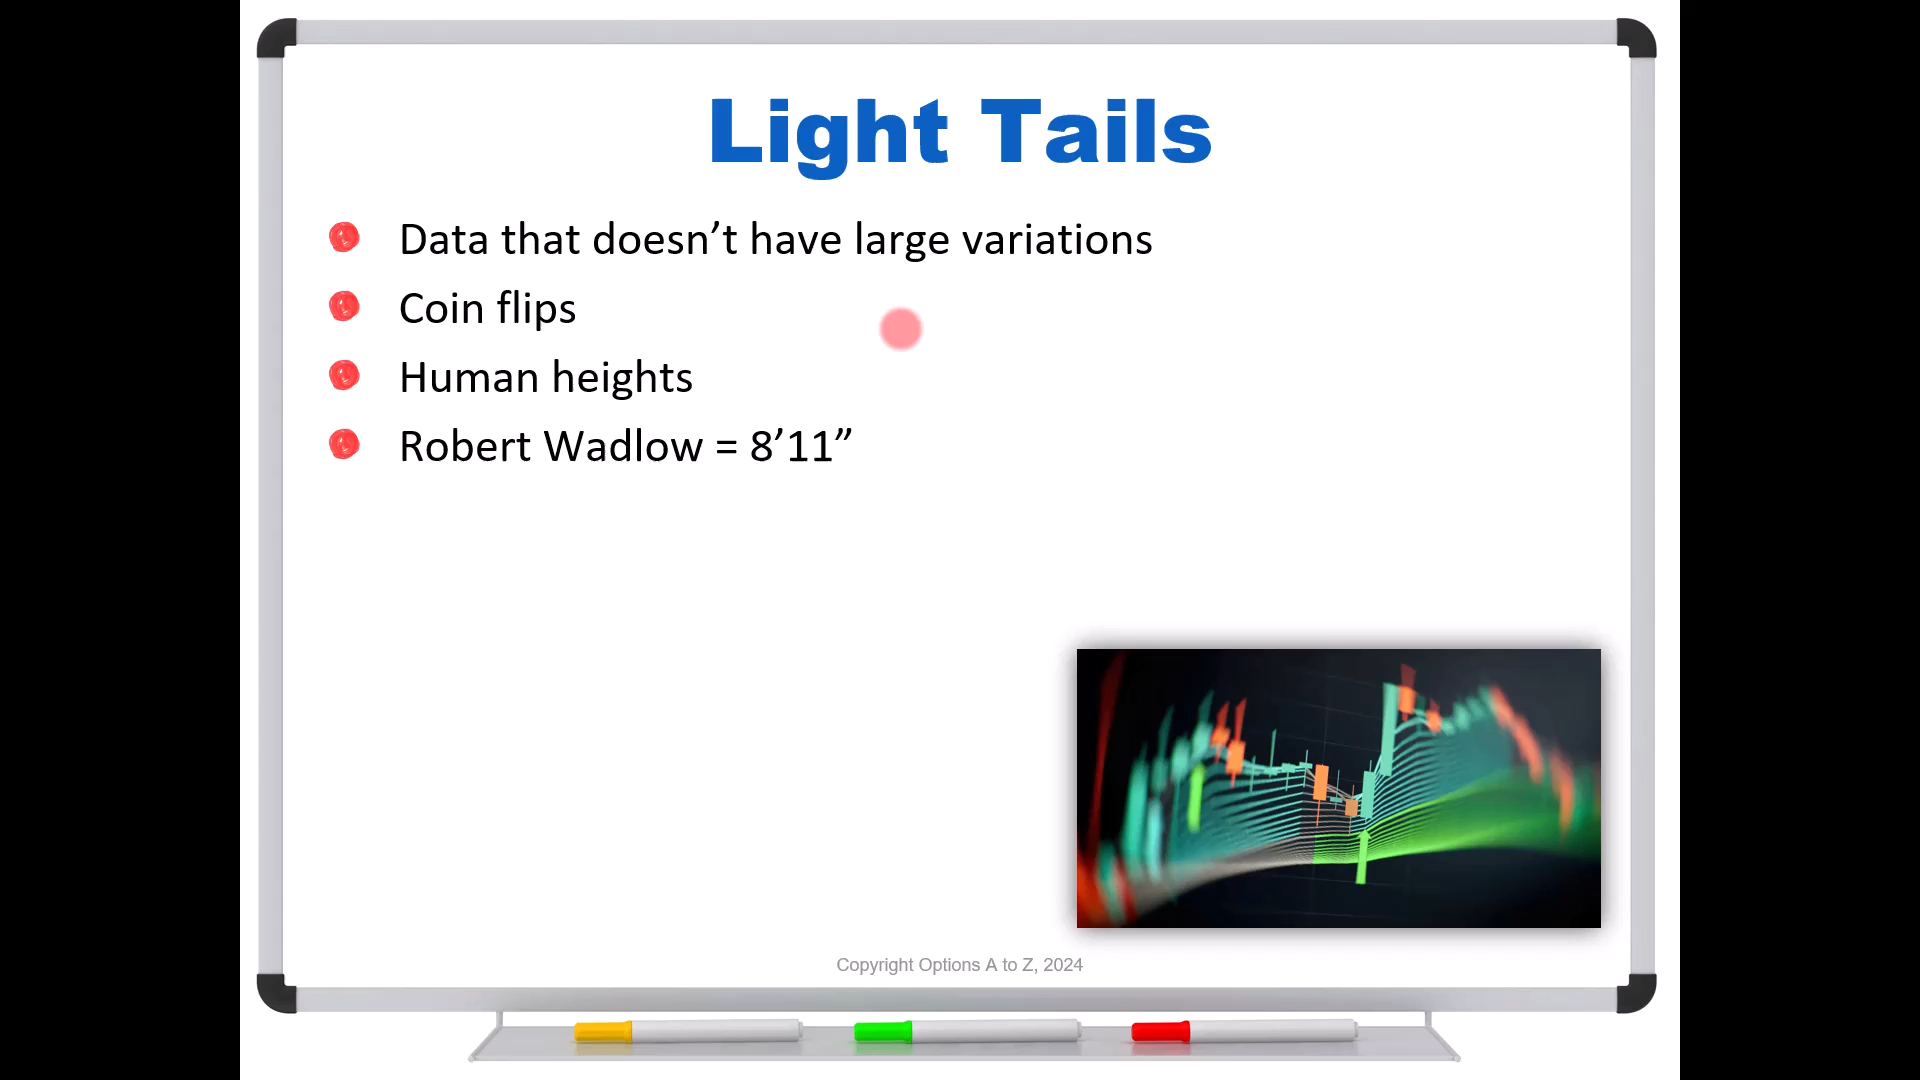 Light Tails
Data that doesn’t have large variations
Coin flips
Human heights
Robert Wadlow = 8’11”
Copyright Options A to Z, 2024